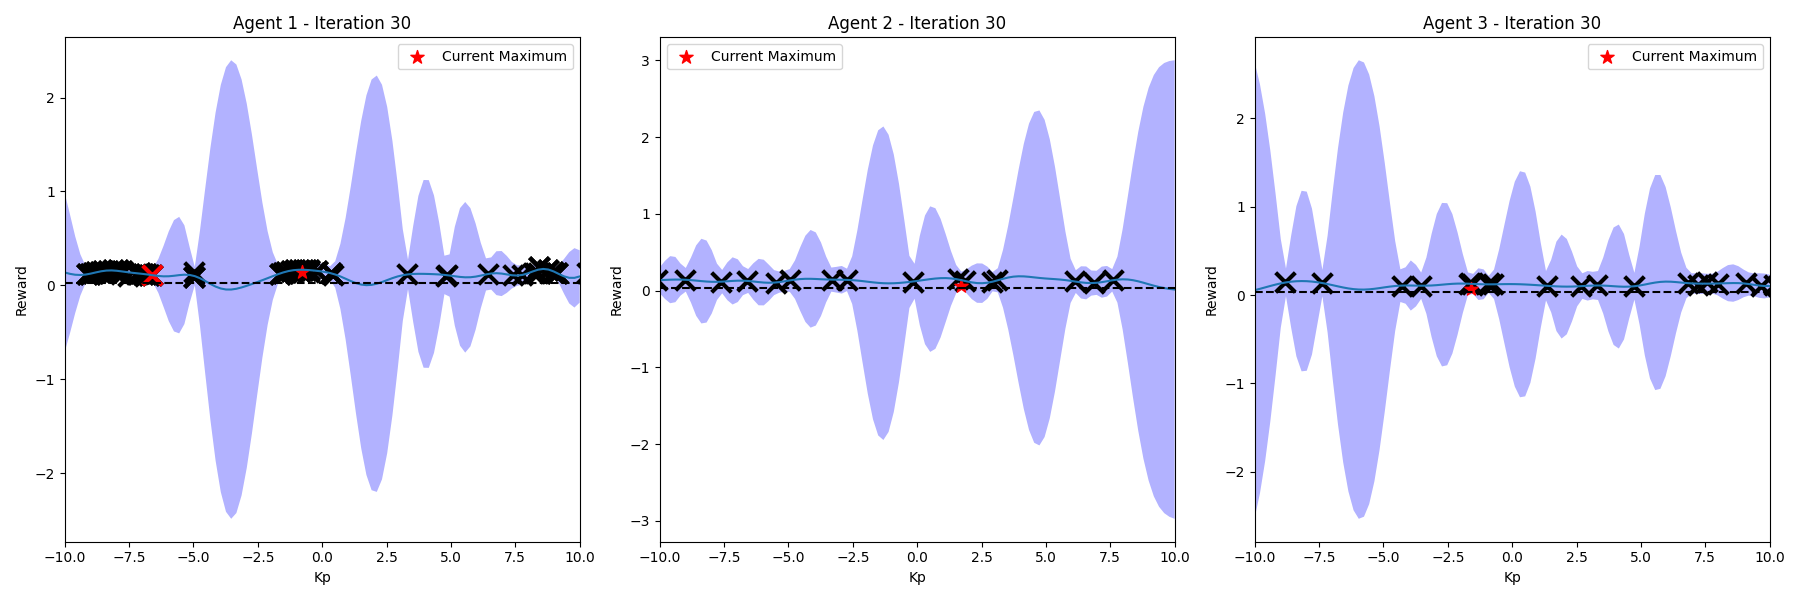 Agent 1 - Iteration 30
Current Maximum
Reward
2
1
0
−1
−2
−10.0 −7.5 −5.0 −2.5 0.0 2.5 5.0 7.5 10.0
Kp
Agent 2 - Iteration 30
Current Maximum
Reward
3
2
1
0
−1
−2
−3
−10.0 −7.5 −5.0 −2.5 0.0 2.5 5.0 7.5 10.0
Kp
Agent 3 - Iteration 30
Current Maximum
Reward
2
1
0
−1
−2
−10.0 −7.5 −5.0 −2.5 0.0 2.5 5.0 7.5 10.0
Kp